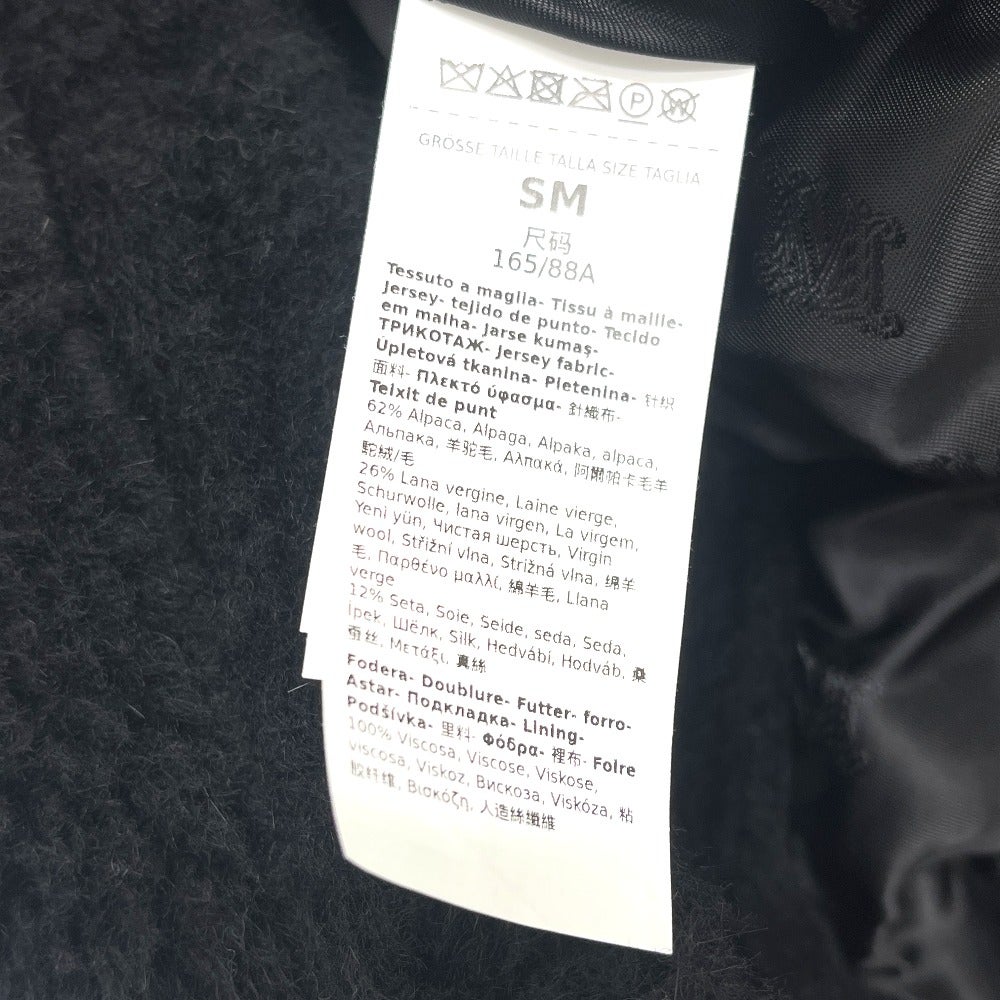 GRÖSSE TAILLE TALLA SIZE TAGLIA
SM
尺码
165/88A
Tessuto a maglia- Tissu à maille-
Jersey- tejido de punto- Tecido
em malha- Jarse kumaş-
ТРИКОТАЖ- Jersey fabric-
Úpletová tkanina- Pletenina- 针织
面料- Πλεκτό ύφασμα- 針織布-
Teixit de punt
62% Alpaca, Alpaga, Alpaka, alpaca,
Альпака, 羊驼毛, Αλπακά, 阿爾帕卡毛羊
駝絨/毛
26% Lana vergine, Laine vierge,
Schurwolle, lana virgen, La virgem,
Yeni yün, Чистая шерсть, Virgin
wool, Střižní vlna, Strižná vlna, 绵羊
毛, Παρθένο μαλλί, 綿羊毛, Llana
verge
12% Seta, Soie, Seide, seda, Seda,
İpek, Шёлк, Silk, Hedvábí, Hodváb, 桑
蚕丝, Μετάξι, 真絲
Fodera- Doublure- Futter- forro-
Astar- Подкладка- Lining-
Podšívka- 里料- Φόδρα- 裡布- Folre
100% Viscosa, Viscose, Viskose,
viscosa, Viskoz, Вискоза, Viskóza, 粘
胶纤维, Βισκόζη, 人造絲纖維